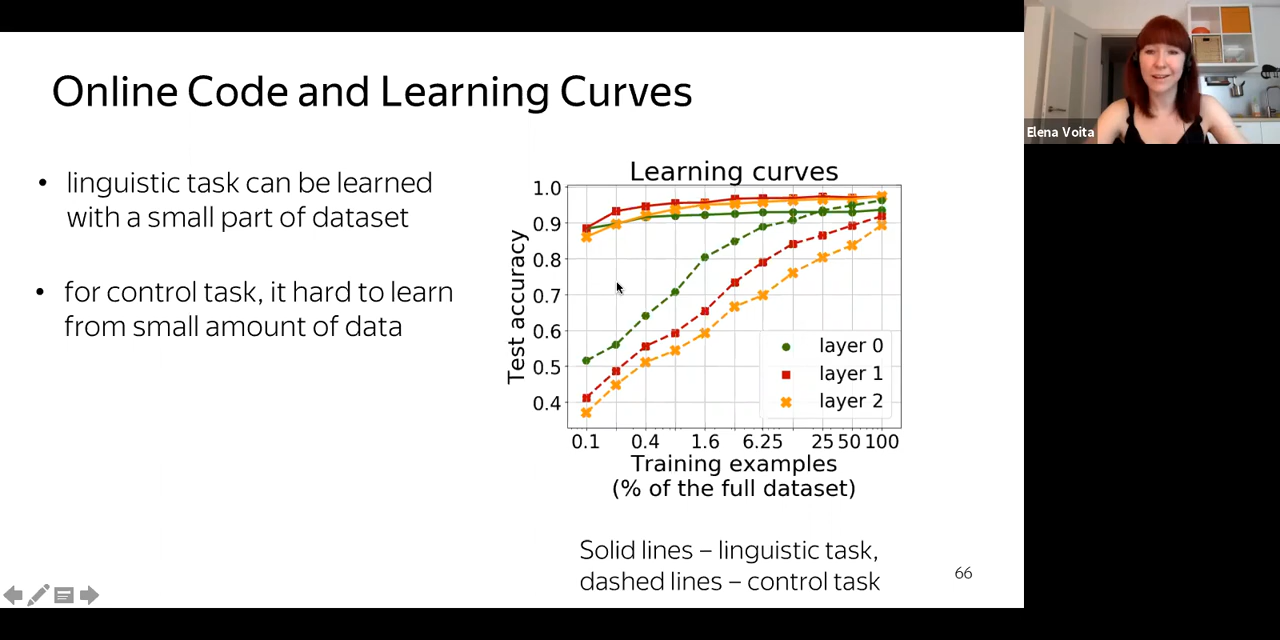 Online Code and Learning Curves
Elena Voita
• linguistic task can be learned
with a small part of dataset
• for control task, it hard to learn
from small amount of data
Learning curves
Test accuracy
1.0
0.9
0.8
0.7
0.6
0.5
0.4
layer 0
layer 1
layer 2
0.1 0.4 1.6 6.25 25 50 100
Training examples
(% of the full dataset)
Solid lines – linguistic task,
dashed lines – control task
66